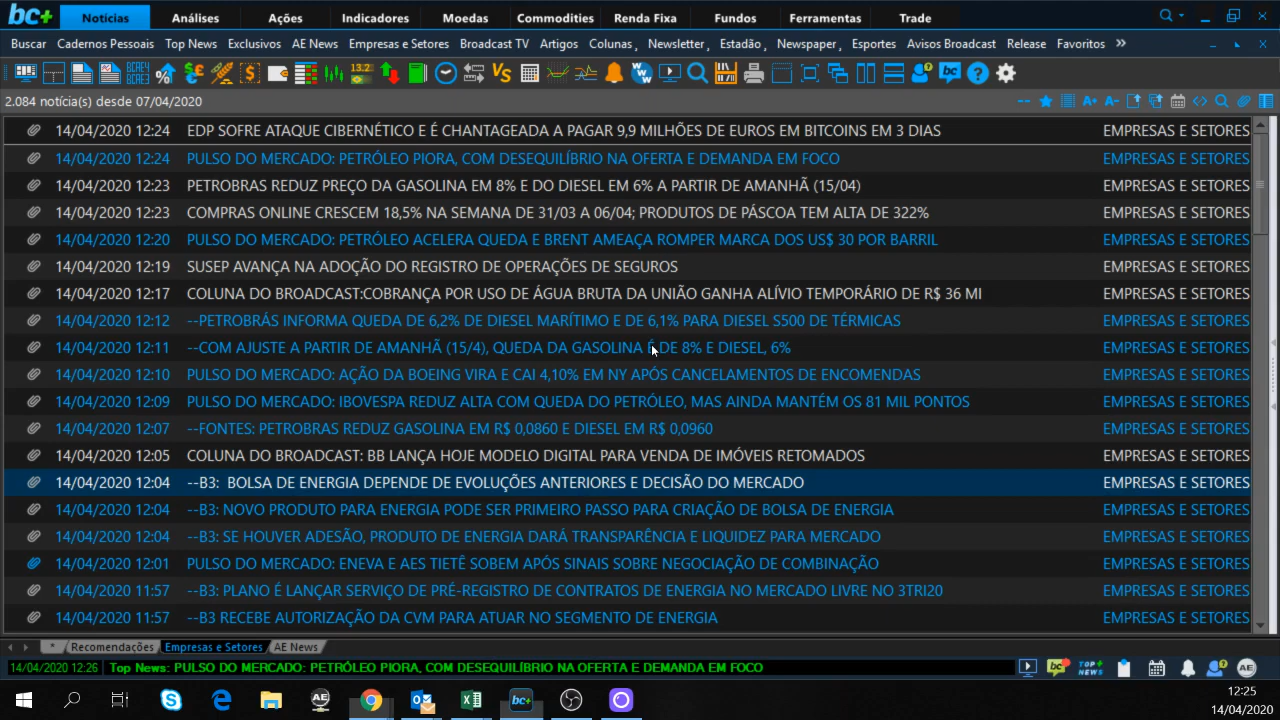 bc+ Notícias Análises Ações Indicadores Moedas Commodities Renda Fixa Fundos Ferramentas Trade
Buscar Cadernos Pessoais Top News Exclusivos AE News Empresas e Setores Broadcast TV Artigos Colunas Newsletter Estadão Newspaper Esportes Avisos Broadcast Release Favoritos »
2.084 notícia(s) desde 07/04/2020
14/04/2020 12:24 EDP SOFRE ATAQUE CIBERNÉTICO E É CHANTAGEADA A PAGAR 9,9 MILHÕES DE EUROS EM BITCOINS EM 3 DIAS EMPRESAS E SETORES
14/04/2020 12:24 PULSO DO MERCADO: PETRÓLEO PIORA, COM DESEQUILÍBRIO NA OFERTA E DEMANDA EM FOCO EMPRESAS E SETORES
14/04/2020 12:23 PETROBRAS REDUZ PREÇO DA GASOLINA EM 8% E DO DIESEL EM 6% A PARTIR DE AMANHÃ (15/04) EMPRESAS E SETORES
14/04/2020 12:23 COMPRAS ONLINE CRESCEM 18,5% NA SEMANA DE 31/03 A 06/04; PRODUTOS DE PÁSCOA TEM ALTA DE 322% EMPRESAS E SETORES
14/04/2020 12:20 PULSO DO MERCADO: PETRÓLEO ACELERA QUEDA E BRENT AMEAÇA ROMPER MARCA DOS US$ 30 POR BARRIL EMPRESAS E SETORES
14/04/2020 12:19 SUSEP AVANÇA NA ADOÇÃO DO REGISTRO DE OPERAÇÕES DE SEGUROS EMPRESAS E SETORES
14/04/2020 12:17 COLUNA DO BROADCAST:COBRANÇA POR USO DE ÁGUA BRUTA DA UNIÃO GANHA ALÍVIO TEMPORÁRIO DE R$ 36 MI EMPRESAS E SETORES
14/04/2020 12:12 --PETROBRÁS INFORMA QUEDA DE 6,2% DE DIESEL MARÍTIMO E DE 6,1% PARA DIESEL S500 DE TÉRMICAS EMPRESAS E SETORES
14/04/2020 12:11 --COM AJUSTE A PARTIR DE AMANHÃ (15/4), QUEDA DA GASOLINA É DE 8% E DIESEL, 6% EMPRESAS E SETORES
14/04/2020 12:10 PULSO DO MERCADO: AÇÃO DA BOEING VIRA E CAI 4,10% EM NY APÓS CANCELAMENTOS DE ENCOMENDAS EMPRESAS E SETORES
14/04/2020 12:09 PULSO DO MERCADO: IBOVESPA REDUZ ALTA COM QUEDA DO PETRÓLEO, MAS AINDA MANTÉM OS 81 MIL PONTOS EMPRESAS E SETORES
14/04/2020 12:07 --FONTES: PETROBRAS REDUZ GASOLINA EM R$ 0,0860 E DIESEL EM R$ 0,0960 EMPRESAS E SETORES
14/04/2020 12:05 COLUNA DO BROADCAST: BB LANÇA HOJE MODELO DIGITAL PARA VENDA DE IMÓVEIS RETOMADOS EMPRESAS E SETORES
14/04/2020 12:04 --B3: BOLSA DE ENERGIA DEPENDE DE EVOLUÇÕES ANTERIORES E DECISÃO DO MERCADO EMPRESAS E SETORES
14/04/2020 12:04 --B3: NOVO PRODUTO PARA ENERGIA PODE SER PRIMEIRO PASSO PARA CRIAÇÃO DE BOLSA DE ENERGIA EMPRESAS E SETORES
14/04/2020 12:04 --B3: SE HOUVER ADESÃO, PRODUTO DE ENERGIA DARÁ TRANSPARÊNCIA E LIQUIDEZ PARA MERCADO EMPRESAS E SETORES
14/04/2020 12:01 PULSO DO MERCADO: ENEVA E AES TIETÊ SOBEM APÓS SINAIS SOBRE NEGOCIAÇÃO DE COMBINAÇÃO EMPRESAS E SETORES
14/04/2020 11:57 --B3: PLANO É LANÇAR SERVIÇO DE PRÉ-REGISTRO DE CONTRATOS DE ENERGIA NO MERCADO LIVRE NO 3TRI20 EMPRESAS E SETORES
14/04/2020 11:57 --B3 RECEBE AUTORIZAÇÃO DA CVM PARA ATUAR NO SEGMENTO DE ENERGIA EMPRESAS E SETORES
* Recomendações Empresas e Setores AE News
14/04/2020 12:26 Top News: PULSO DO MERCADO: PETRÓLEO PIORA, COM DESEQUILÍBRIO NA OFERTA E DEMANDA EM FOCO bc TOP+ NEWS AE
AE bc+ 12:25
14/04/2020